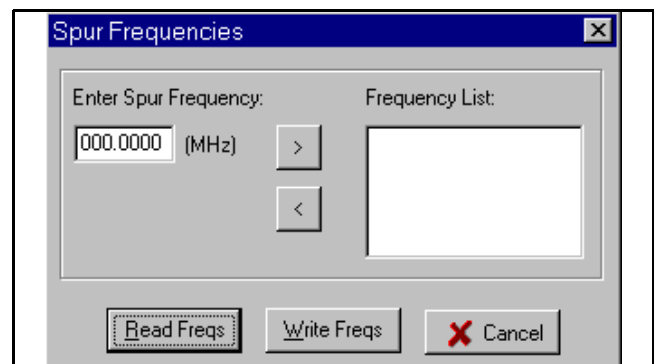 Spur Frequencies
Enter Spur Frequency:
Frequency List:
000.0000 (MHz)
>
<
Read Freqs
Write Freqs
Cancel